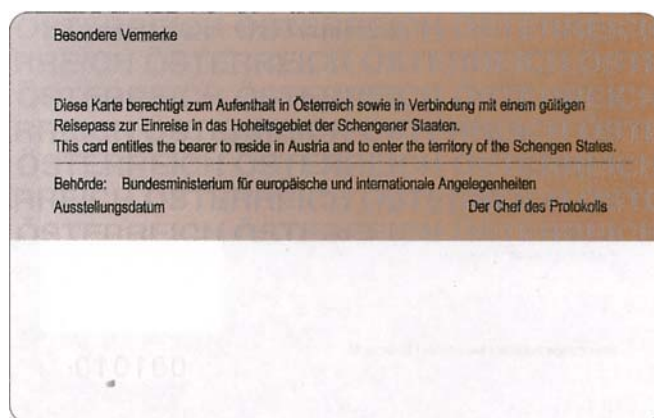 Besondere Vermerke
Diese Karte berechtigt zum Aufenthalt in Österreich sowie in Verbindung mit einem gültigen
Reisepass zur Einreise in das Hoheitsgebiet der Schengener Staaten.
This card entitles the bearer to reside in Austria and to enter the territory of the Schengen States.
Behörde: Bundesministerium für europäische und internationale Angelegenheiten
Ausstellungsdatum Der Chef des Protokolls